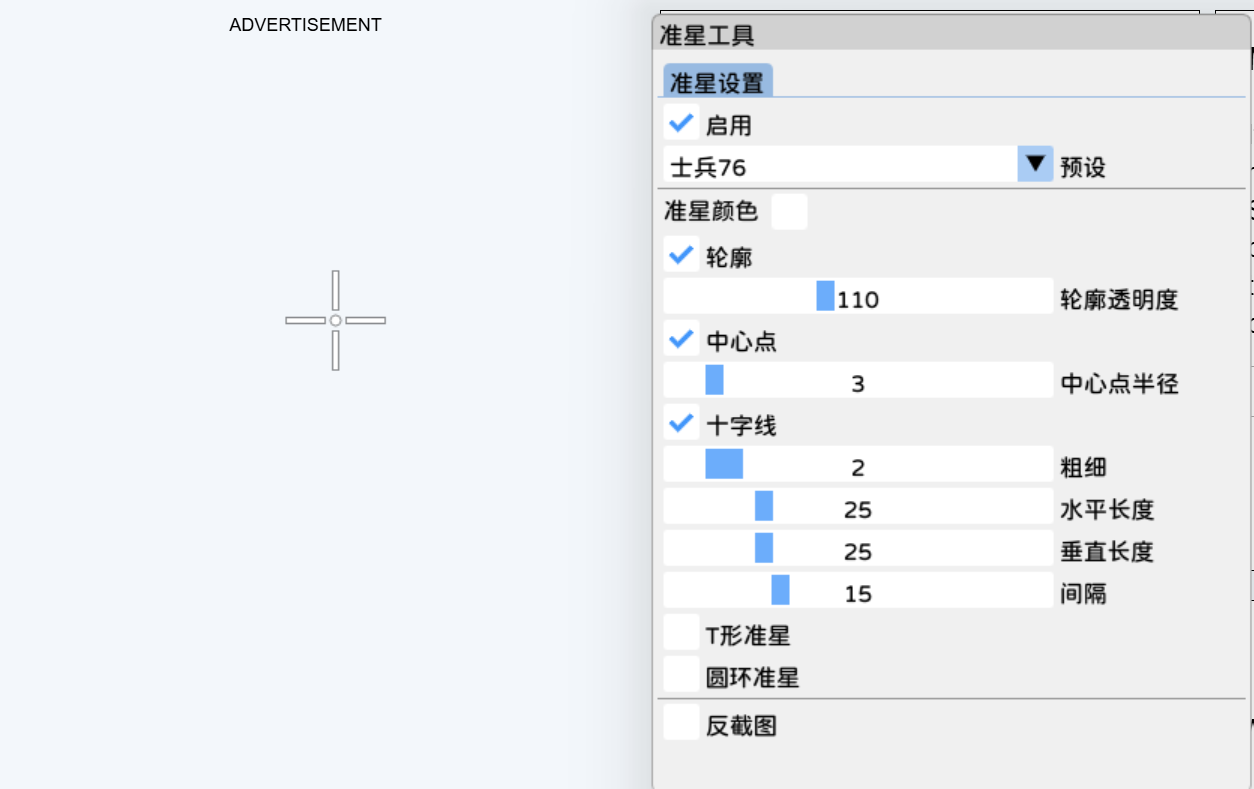 ADVERTISEMENT
准星工具
准星设置
启用
士兵76 预设
准星颜色
轮廓
110 轮廓透明度
中心点
3 中心点半径
十字线
2 粗细
25 水平长度
25 垂直长度
15 间隔
T形准星
圆环准星
反截图